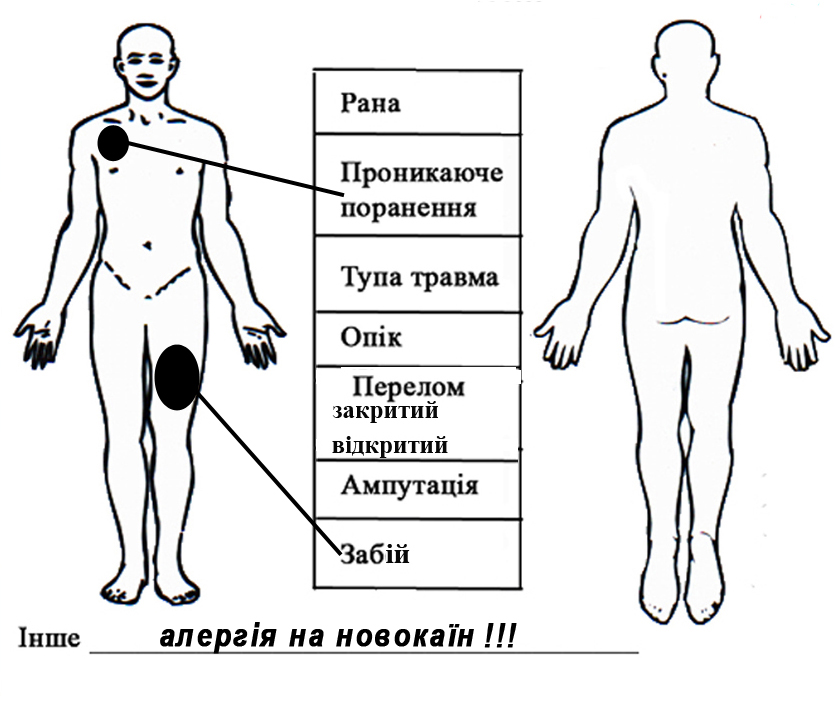 Рана
Проникаюче
поранення
Тупа травма
Опік
Перелом
закритий
відкритий
Ампутація
Забій
Інше алергія на новокаїн !!!